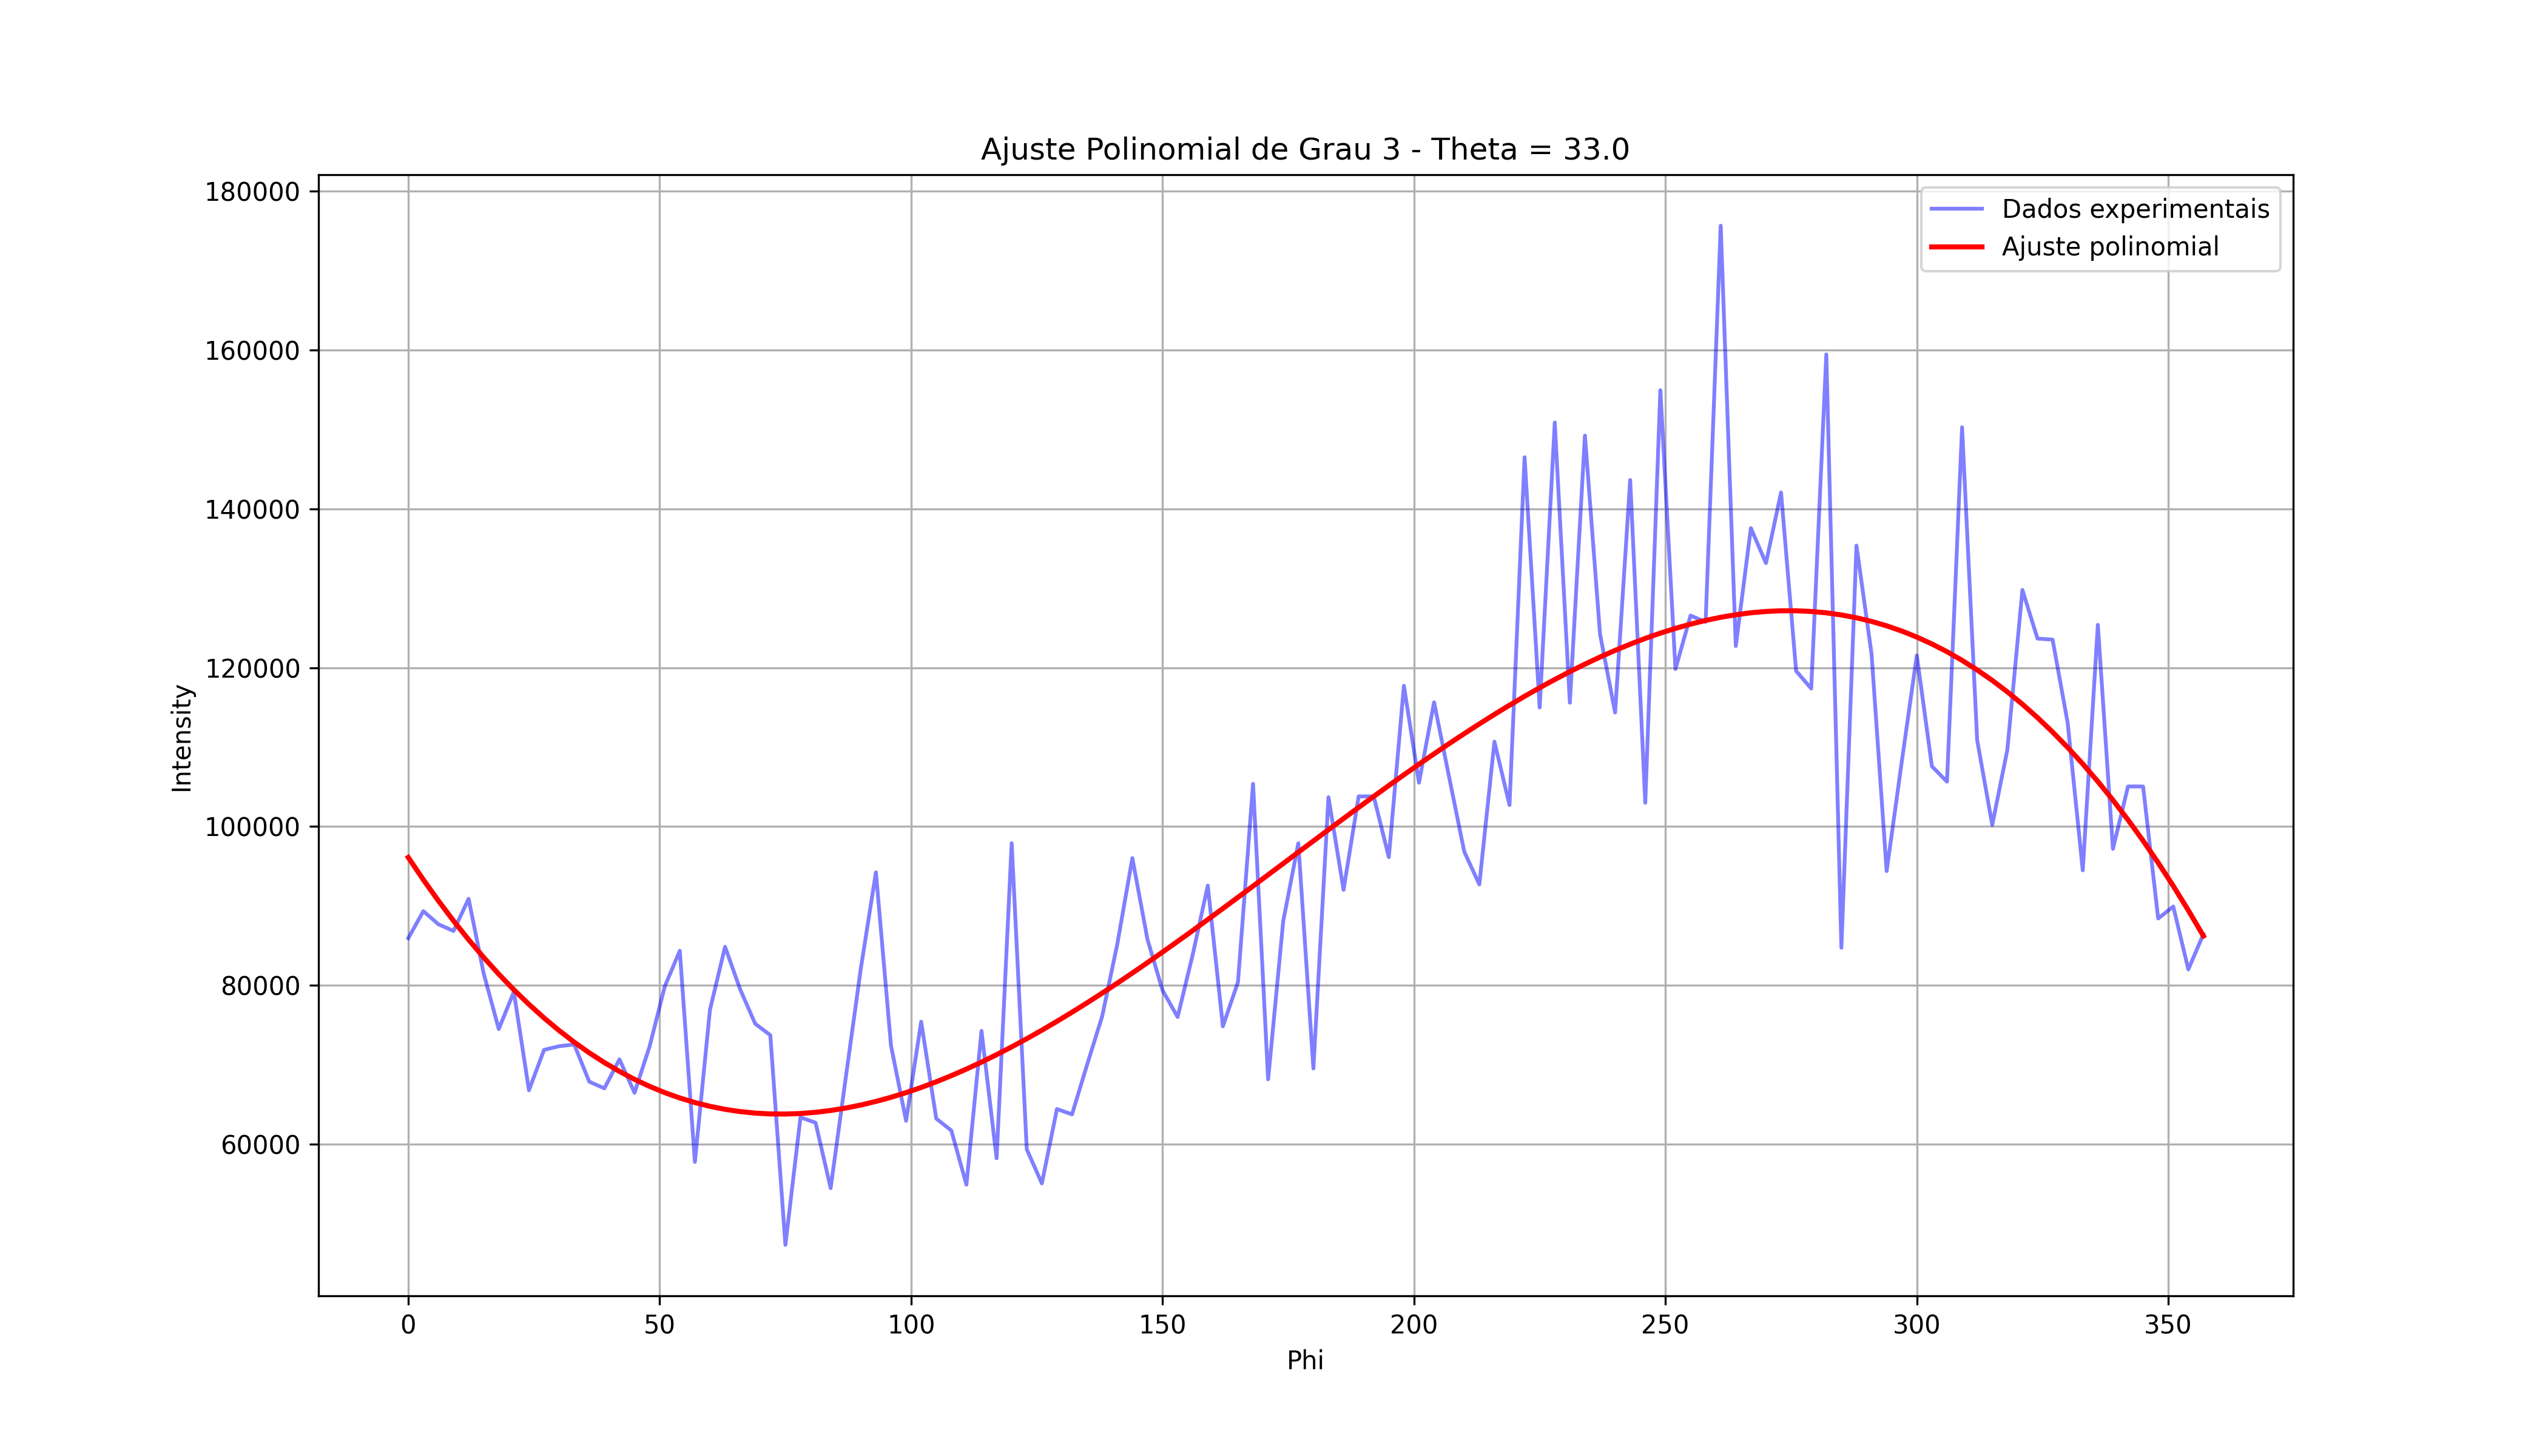 Ajuste Polinomial de Grau 3 - Theta = 33.0
180000
160000
140000
120000
100000
80000
60000
Intensity
Dados experimentais
Ajuste polinomial
0 50 100 150 200 250 300 350
Phi